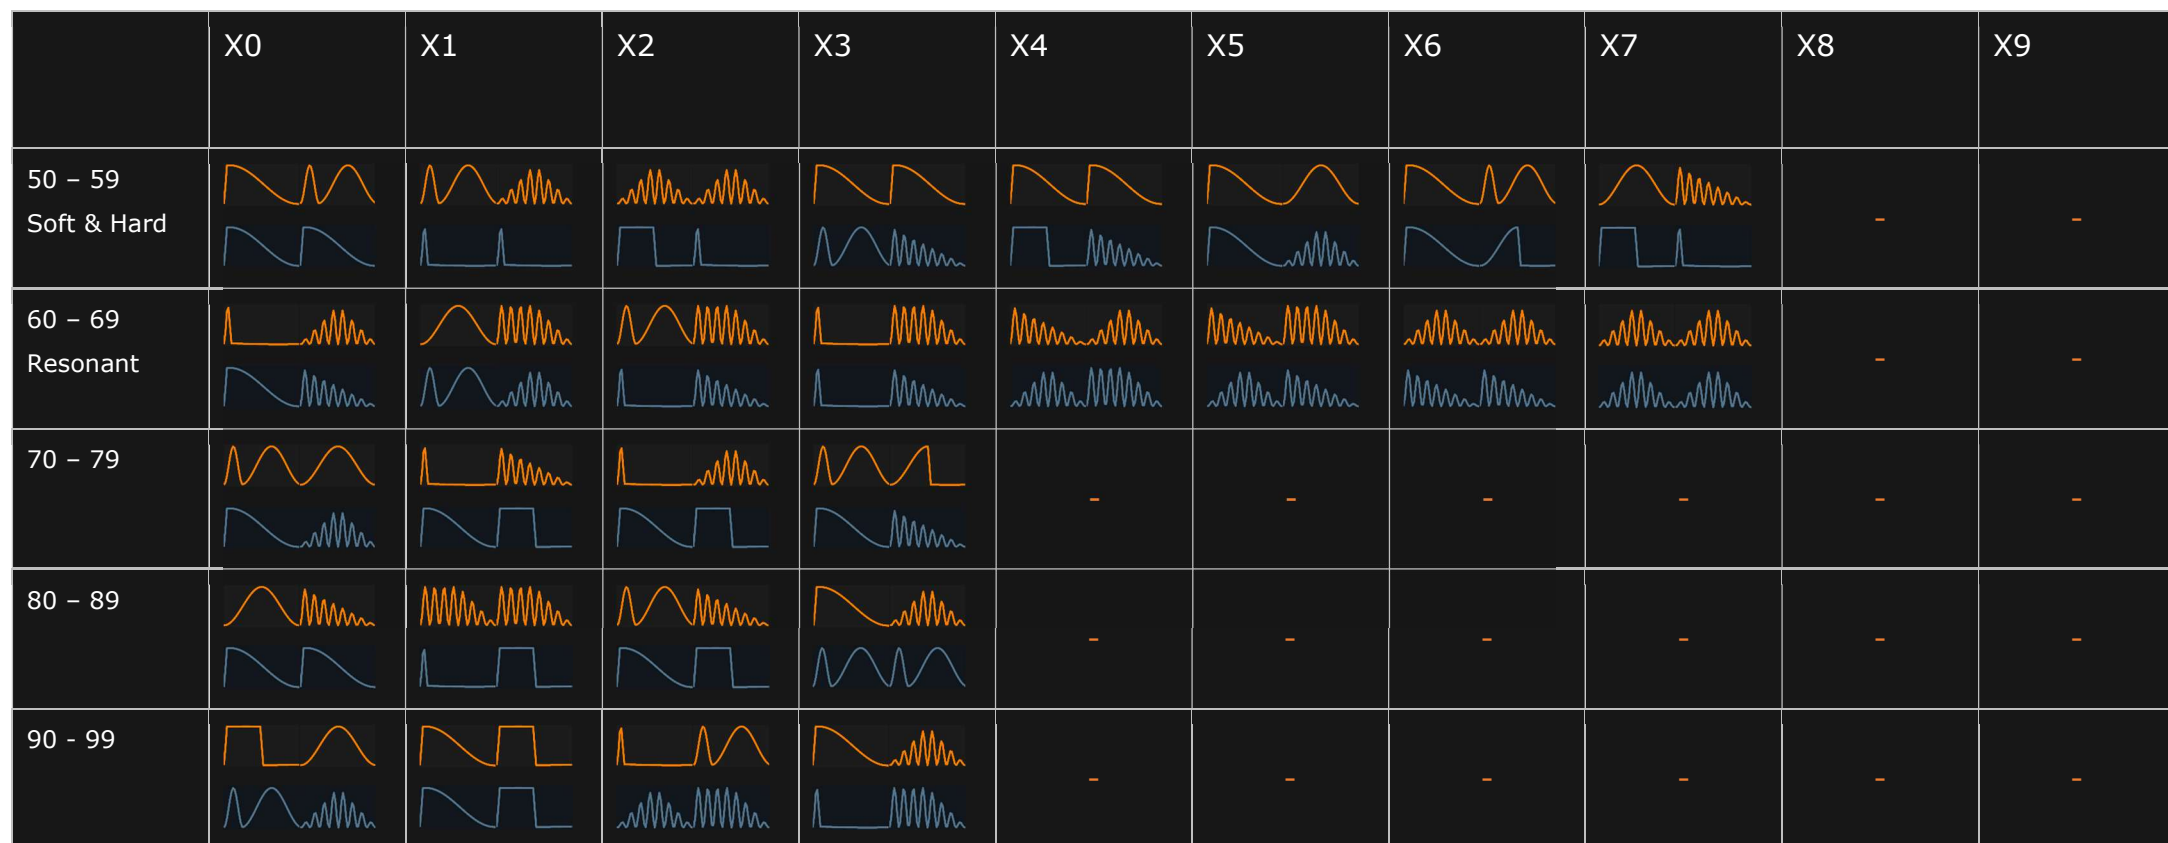 X0 X1 X2 X3 X4 X5 X6 X7 X8 X9
50 – 59
Soft & Hard
- -
60 – 69
Resonant
- -
70 – 79
- - - - - -
80 – 89
- - - - - -
90 - 99
- - - - - -